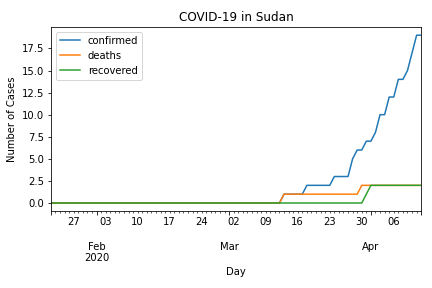 COVID-19 in Sudan
confirmed
deaths
recovered
Number of Cases
17.5
15.0
12.5
10.0
7.5
5.0
2.5
0.0
27 03 10 17 24 02 09 16 23 30 06
Feb Mar Apr
2020
Day